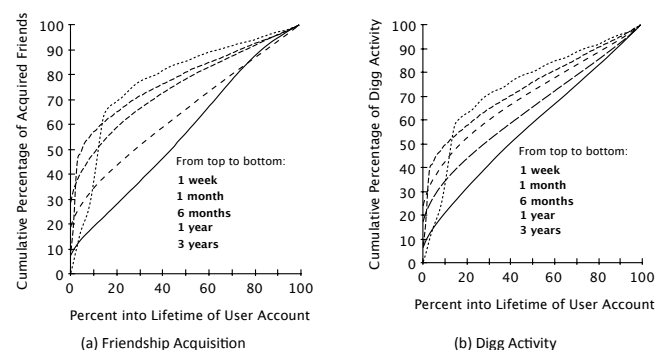 Cumulative Percentage of Acquired Friends
100
90
80
70
60
50
40
30
20
10
0
0 20 40 60 80 100
From top to bottom:
1 week
1 month
6 months
1 year
3 years
Percent into Lifetime of User Account
(a) Friendship Acquisition
Cumulative Percentage of Digg Activity
100
90
80
70
60
50
40
30
20
10
0
0 20 40 60 80 100
From top to bottom:
1 week
1 month
6 months
1 year
3 years
Percent into Lifetime of User Account
(b) Digg Activity